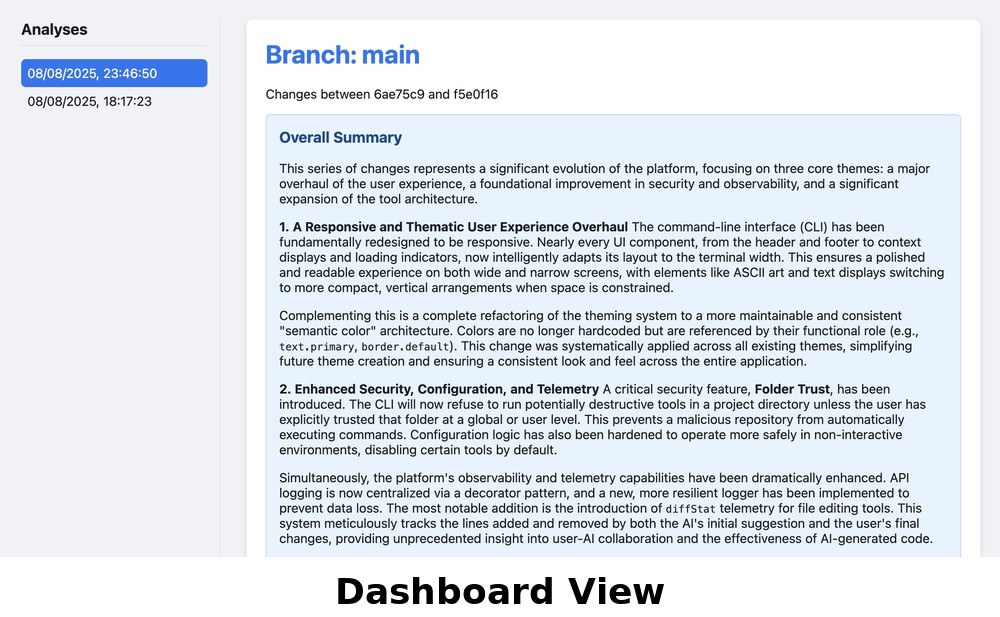 Analyses
08/08/2025, 23:46:50
08/08/2025, 18:17:23
Branch: main
Changes between 6ae75c9 and f5e0f16
Overall Summary
This series of changes represents a significant evolution of the platform, focusing on three core themes: a major
overhaul of the user experience, a foundational improvement in security and observability, and a significant
expansion of the tool architecture.
1. A Responsive and Thematic User Experience Overhaul The command-line interface (CLI) has been
fundamentally redesigned to be responsive. Nearly every UI component, from the header and footer to context
displays and loading indicators, now intelligently adapts its layout to the terminal width. This ensures a polished
and readable experience on both wide and narrow screens, with elements like ASCII art and text displays switching
to more compact, vertical arrangements when space is constrained.
Complementing this is a complete refactoring of the theming system to a more maintainable and consistent
"semantic color" architecture. Colors are no longer hardcoded but are referenced by their functional role (e.g.,
text.primary, border.default). This change was systematically applied across all existing themes, simplifying
future theme creation and ensuring a consistent look and feel across the entire application.
2. Enhanced Security, Configuration, and Telemetry A critical security feature, Folder Trust, has been
introduced. The CLI will now refuse to run potentially destructive tools in a project directory unless the user has
explicitly trusted that folder at a global or user level. This prevents a malicious repository from automatically
executing commands. Configuration logic has also been hardened to operate more safely in non-interactive
environments, disabling certain tools by default.
Simultaneously, the platform's observability and telemetry capabilities have been dramatically enhanced. API
logging is now centralized via a decorator pattern, and a new, more resilient logger has been implemented to
prevent data loss. The most notable addition is the introduction of diffStat telemetry for file editing tools. This
system meticulously tracks the lines added and removed by both the AI's initial suggestion and the user's final
changes, providing unprecedented insight into user-AI collaboration and the effectiveness of AI-generated code.
Dashboard View